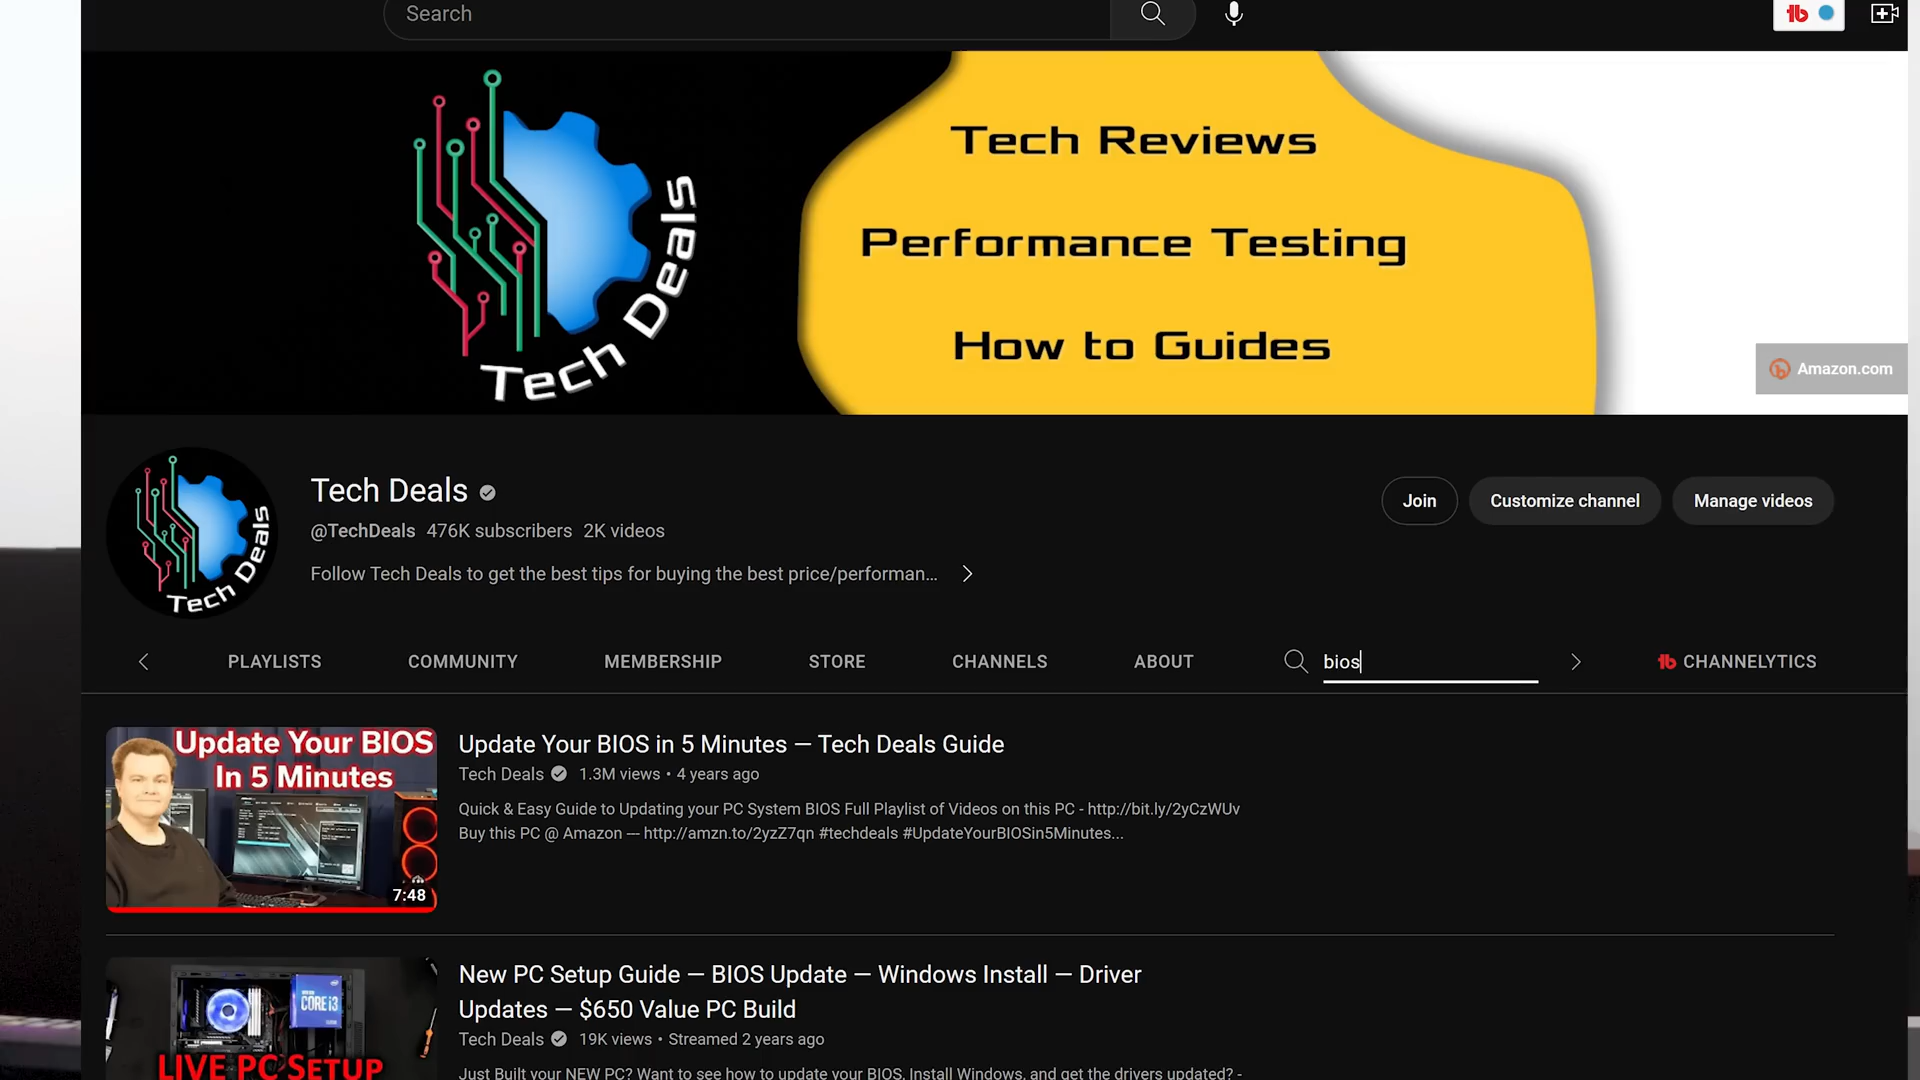 Search
Tech Reviews
Performance Testing
How to Guides
Tech Deals
Amazon.com
Tech Deals
Tech Deals
@TechDeals 476K subscribers 2K videos
Follow Tech Deals to get the best tips for buying the best price/performan...
Join
Customize channel
Manage videos
PLAYLISTS COMMUNITY MEMBERSHIP STORE CHANNELS ABOUT bios CHANNELYTICS
Update Your BIOS
In 5 Minutes
7:48
Update Your BIOS in 5 Minutes — Tech Deals Guide
Tech Deals 1.3M views • 4 years ago
Quick & Easy Guide to Updating your PC System BIOS Full Playlist of Videos on this PC - http://bit.ly/2yCzWUv
Buy this PC @ Amazon --- http://amzn.to/2yzZ7qn #techdeals #UpdateYourBIOSin5Minutes...
CORE i3
LIVE PC SETUP
New PC Setup Guide — BIOS Update — Windows Install — Driver
Updates — $650 Value PC Build
Tech Deals 19K views • Streamed 2 years ago
Just Built your NEW PC? Want to see how to update your BIOS, Install Windows, and get the drivers updated? -